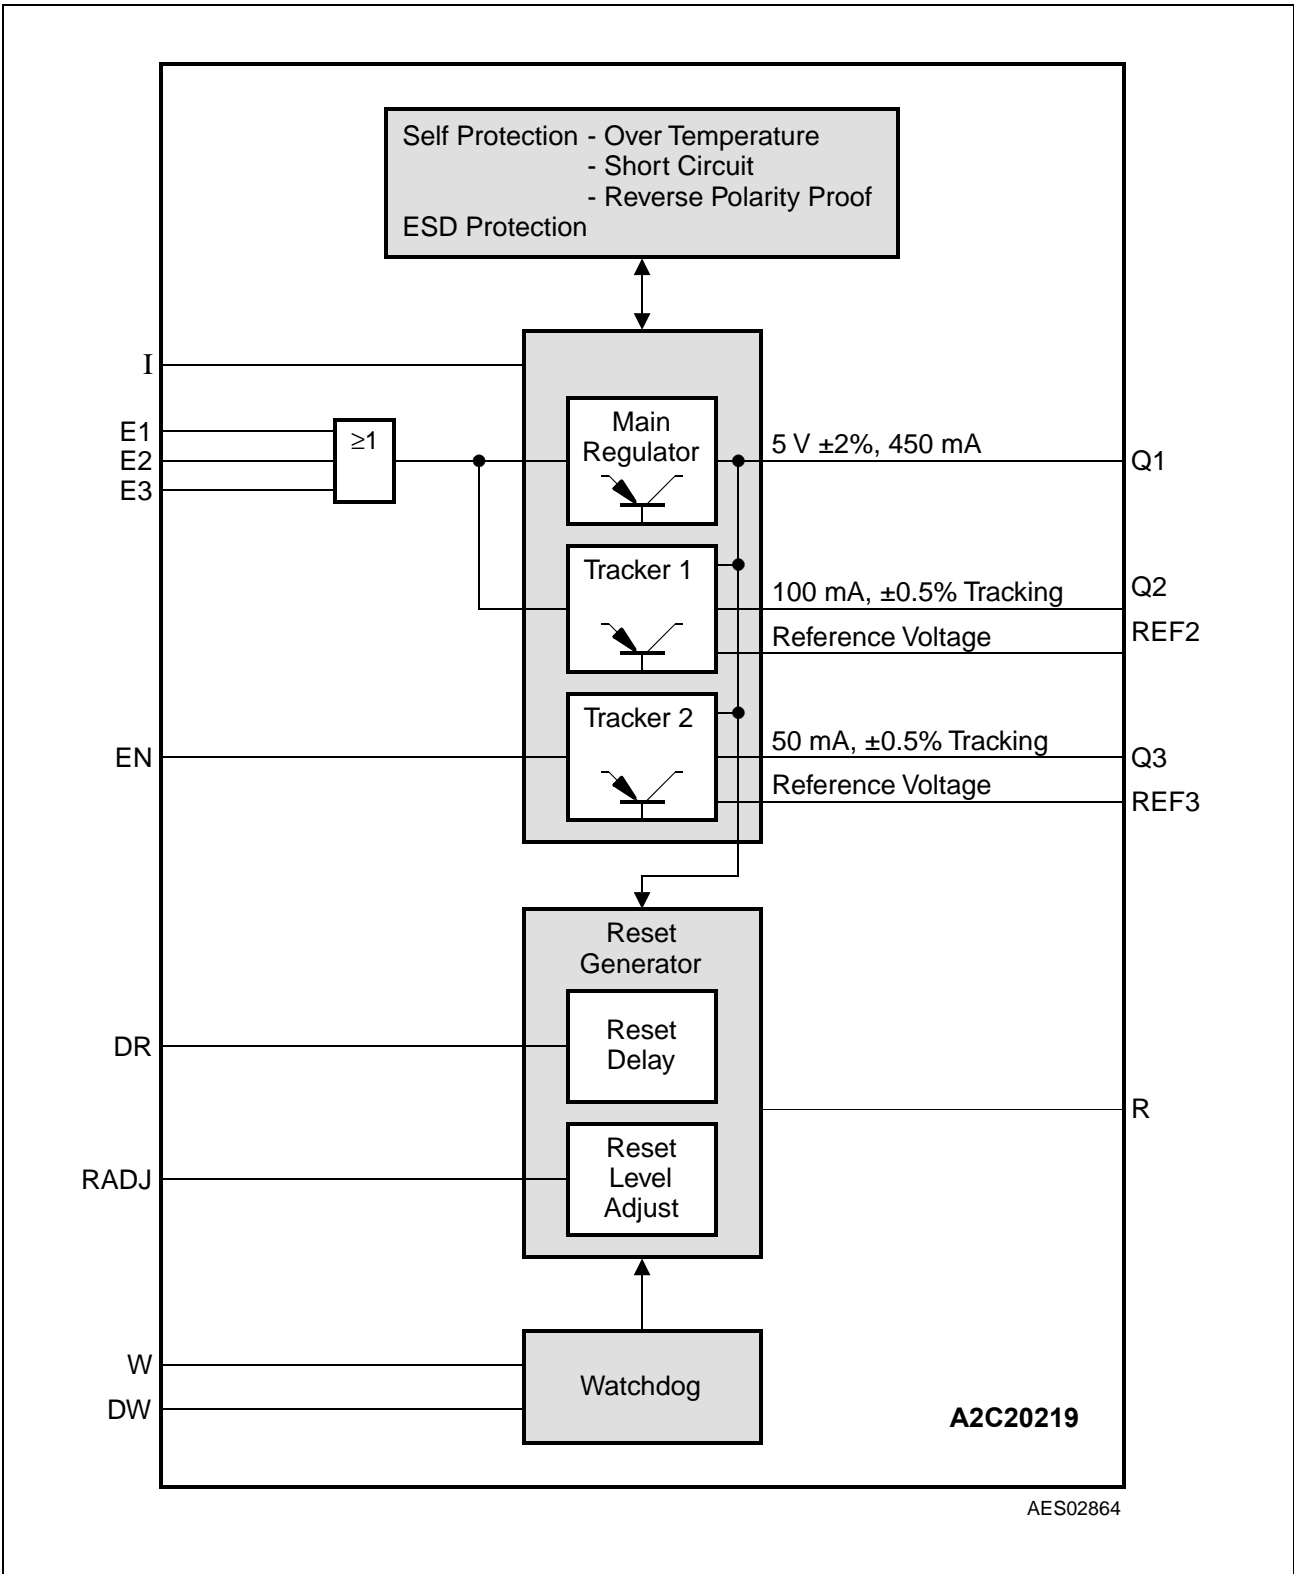 Self Protection - Over Temperature
- Short Circuit
- Reverse Polarity Proof
ESD Protection
I
E1
E2
E3
≥1
Main
Regulator
5 V ±2%, 450 mA
Q1
Tracker 1
100 mA, ±0.5% Tracking
Q2
Reference Voltage
REF2
Tracker 2
EN
50 mA, ±0.5% Tracking
Q3
Reference Voltage
REF3
Reset
Generator
DR
Reset
Delay
R
RADJ
Reset
Level
Adjust
W
DW
Watchdog
A2C20219
AES02864